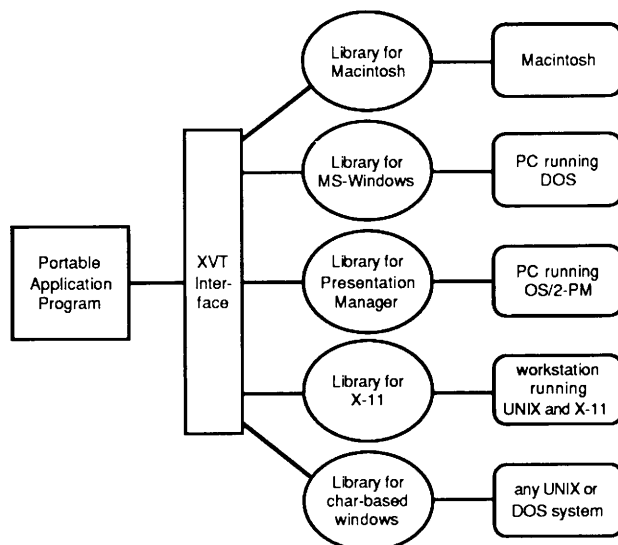 Portable
Application
Program
XVT
Inter-
face
Library for
Macintosh
Macintosh
Library for
MS-Windows
PC running
DOS
Library for
Presentation
Manager
PC running
OS/2-PM
Library for
X-11
workstation
running
UNIX and X-11
Library for
char-based
windows
any UNIX or
DOS system